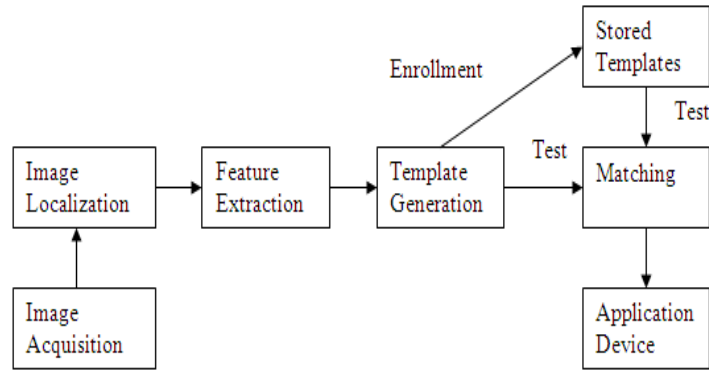 Stored
Templates
Enrollment
Test
Image
Localization
Feature
Extraction
Template
Generation
Test
Matching
Image
Acquisition
Application
Device